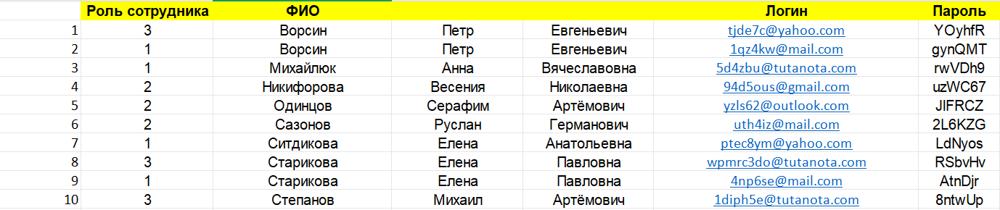 Роль сотрудника ФИО Логин Пароль
1 3 Ворсин Петр Евгеньевич tjde7c@yahoo.com YOyhfR
2 1 Ворсин Петр Евгеньевич 1qz4kw@mail.com gynQMT
3 1 Михайлюк Анна Вячеславовна 5d4zbu@tutanota.com rwVDh9
4 2 Никифорова Весения Николаевна 94d5ous@gmail.com uzWC67
5 2 Одинцов Серафим Артёмович yzls62@outlook.com JlFRCZ
6 2 Сазонов Руслан Германович uth4iz@mail.com 2L6KZG
7 1 Ситдикова Елена Анатольевна ptec8ym@yahoo.com LdNyos
8 3 Старикова Елена Павловна wpmrc3do@tutanota.com RSbvHv
9 1 Старикова Елена Павловна 4np6se@mail.com AtnDjr
10 3 Степанов Михаил Артёмович 1diph5e@tutanota.com 8ntwUp